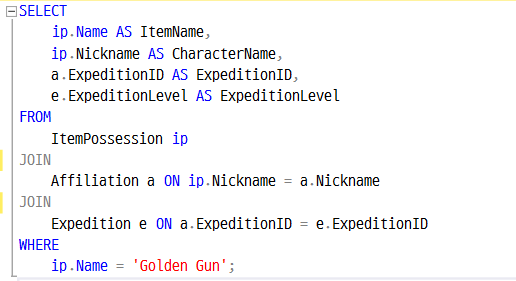 SELECT
ip.Name AS ItemName,
ip.Nickname AS CharacterName,
a.ExpeditionID AS ExpeditionID,
e.ExpeditionLevel AS ExpeditionLevel
FROM
ItemPossession ip
JOIN
Affiliation a ON ip.Nickname = a.Nickname
JOIN
Expedition e ON a.ExpeditionID = e.ExpeditionID
WHERE
ip.Name = 'Golden Gun';